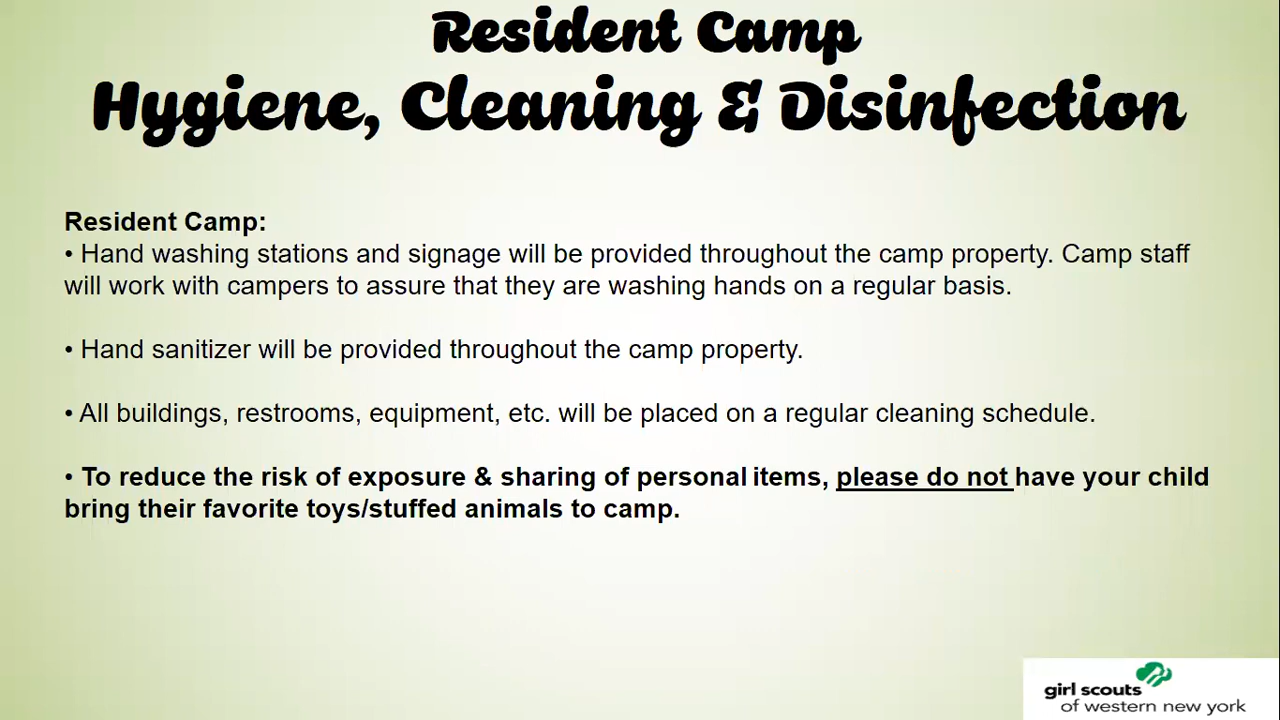 Resident Camp
Hygiene, Cleaning & Disinfection
Resident Camp:
• Hand washing stations and signage will be provided throughout the camp property. Camp staff
will work with campers to assure that they are washing hands on a regular basis.
• Hand sanitizer will be provided throughout the camp property.
• All buildings, restrooms, equipment, etc. will be placed on a regular cleaning schedule.
• To reduce the risk of exposure & sharing of personal items, please do not have your child
bring their favorite toys/stuffed animals to camp.
girl scouts
of western new york